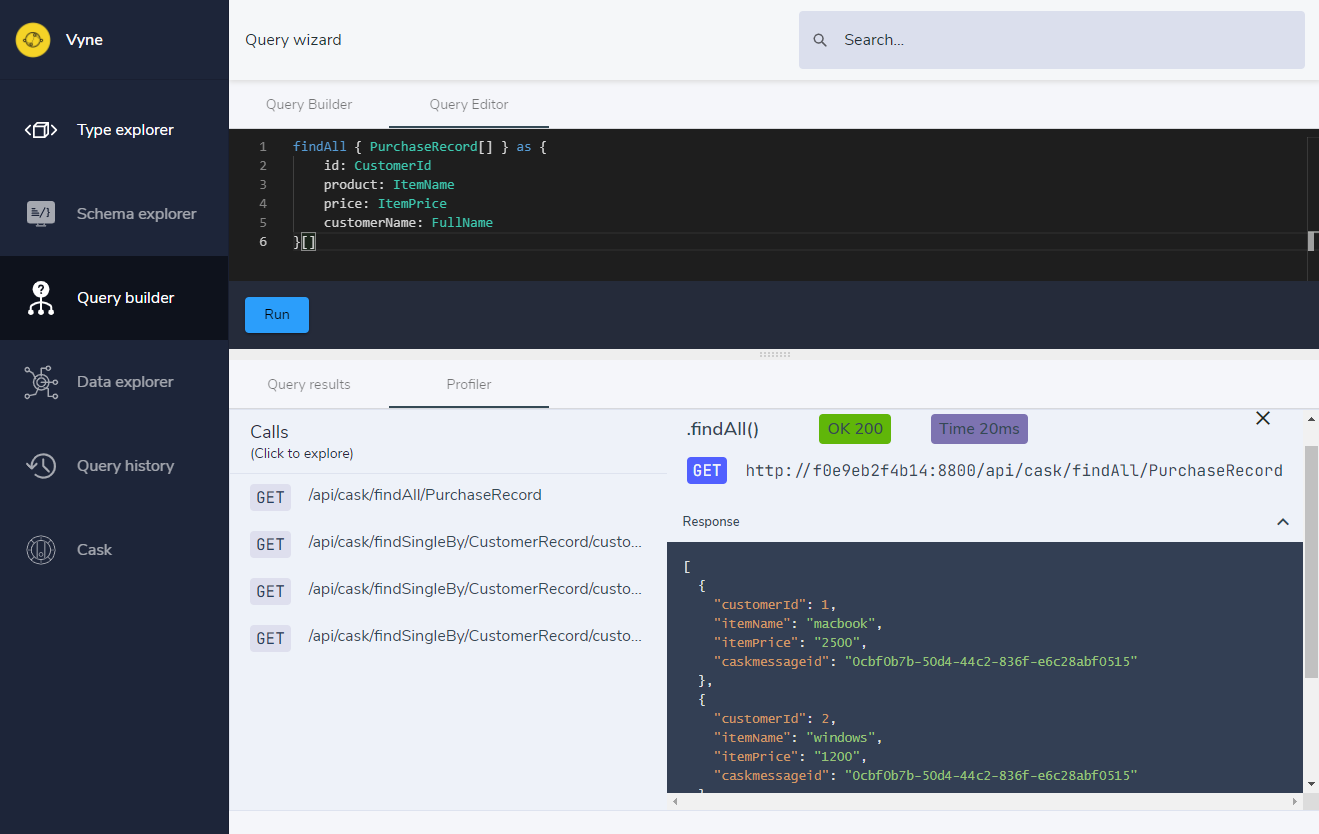 Vyne
Query wizard
Search...
Type explorer
Schema explorer
Query builder
Data explorer
Query history
Cask
Query Builder
Query Editor
1 findAll { PurchaseRecord[] } as {
2 id: CustomerId
3 product: ItemName
4 price: ItemPrice
5 customerName: FullName
6 }[]
Run
Query results
Profiler
Calls
(Click to explore)
GET /api/cask/findAll/PurchaseRecord
GET /api/cask/findSingleBy/CustomerRecord/custo...
GET /api/cask/findSingleBy/CustomerRecord/custo...
GET /api/cask/findSingleBy/CustomerRecord/custo...
.findAll() OK 200 Time 20ms
GET http://f0e9eb2f4b14:8800/api/cask/findAll/PurchaseRecord
Response
[
{
"customerId": 1,
"itemName": "macbook",
"itemPrice": "2500",
"caskmessageid": "0cbf0b7b-50d4-44c2-836f-e6c28abf0515"
},
{
"customerId": 2,
"itemName": "windows",
"itemPrice": "1200",
"caskmessageid": "0cbf0b7b-50d4-44c2-836f-e6c28abf0515"